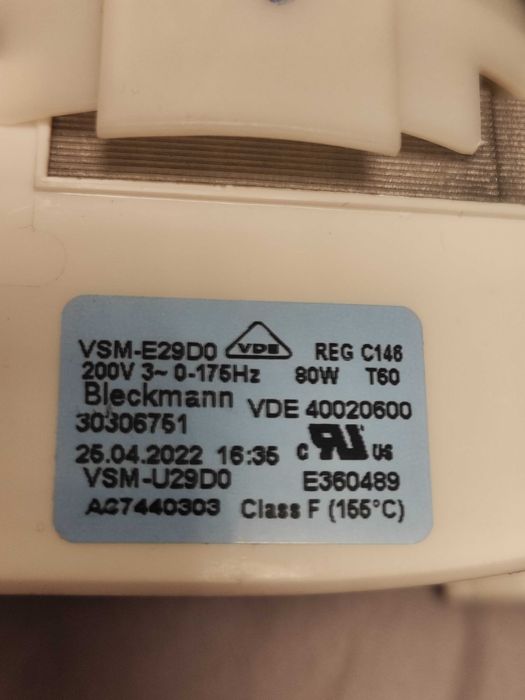 VSM-E29D0 VDE REG C146
200V 3~ 0-175Hz 80W T60
Bleckmann VDE 40020600
30306751
25.04.2022 16:35 c RU us
VSM-U29D0 E360489
AC7440303 Class F (155°C)